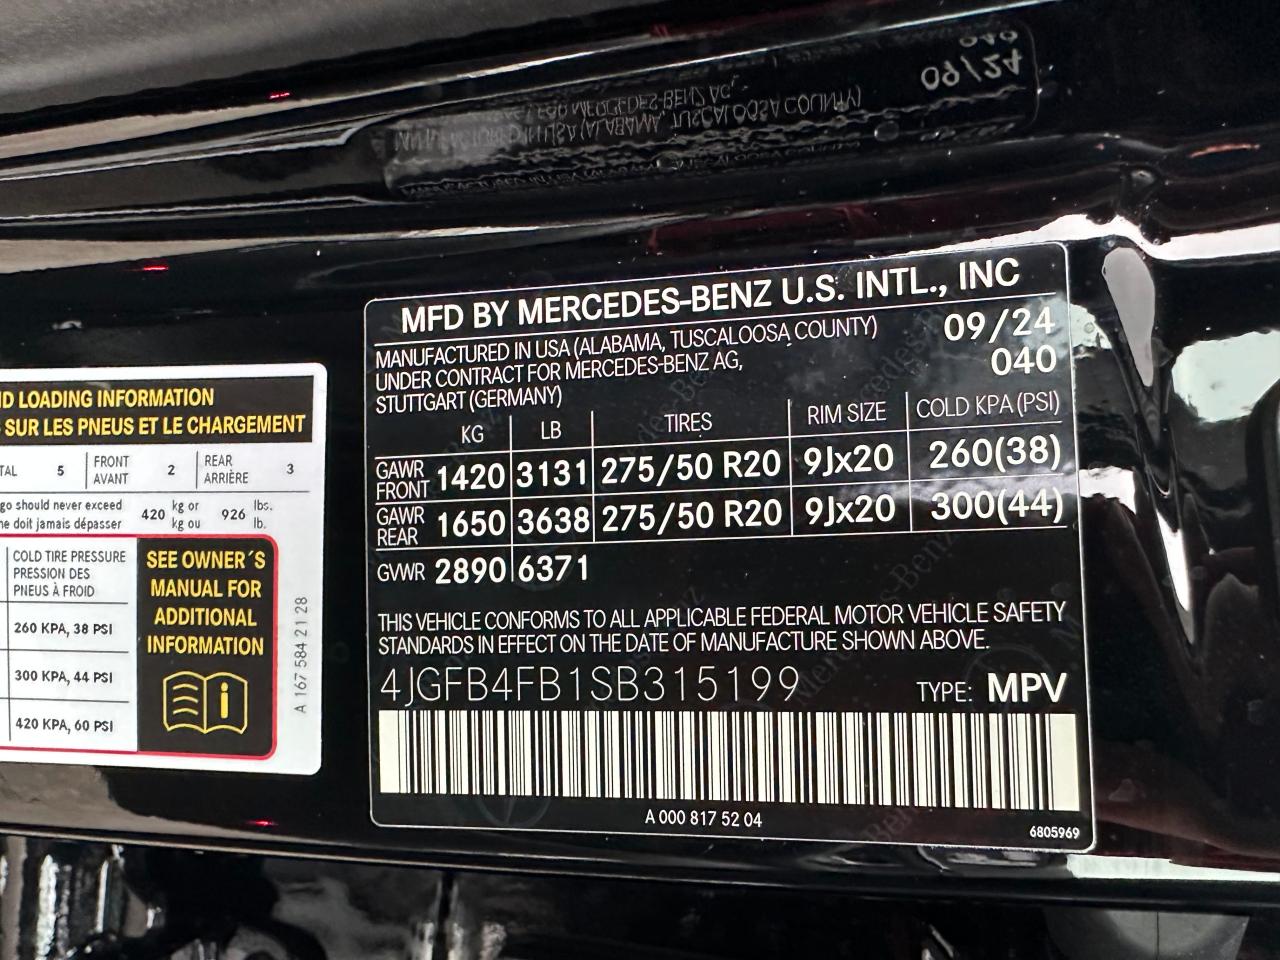 ND LOADING INFORMATION
SUR LES PNEUS ET LE CHARGEMENT
TAL 5 FRONT AVANT 2 REAR ARRIÈRE 3
go should never exceed
ne doit jamais dépasser
420 kg or kg ou 926 lbs. lb.
COLD TIRE PRESSURE
PRESSION DES
PNEUS À FROID
260 KPA, 38 PSI
300 KPA, 44 PSI
420 KPA, 60 PSI
SEE OWNER´S
MANUAL FOR
ADDITIONAL
INFORMATION
i
A 167 584 21 28
MFD BY MERCEDES-BENZ U.S. INTL., INC
MANUFACTURED IN USA (ALABAMA, TUSCALOOSA COUNTY)
UNDER CONTRACT FOR MERCEDES-BENZ AG,
STUTTGART (GERMANY)
09/24
040
KG LB TIRES RIM SIZE COLD KPA (PSI)
GAWR FRONT 1420 3131 275/50 R20 9Jx20 260(38)
GAWR REAR 1650 3638 275/50 R20 9Jx20 300(44)
GVWR 2890 6371
THIS VEHICLE CONFORMS TO ALL APPLICABLE FEDERAL MOTOR VEHICLE SAFETY
STANDARDS IN EFFECT ON THE DATE OF MANUFACTURE SHOWN ABOVE.
4JGFB4FB1SB315199 TYPE: MPV
A 000 817 52 04
6805969